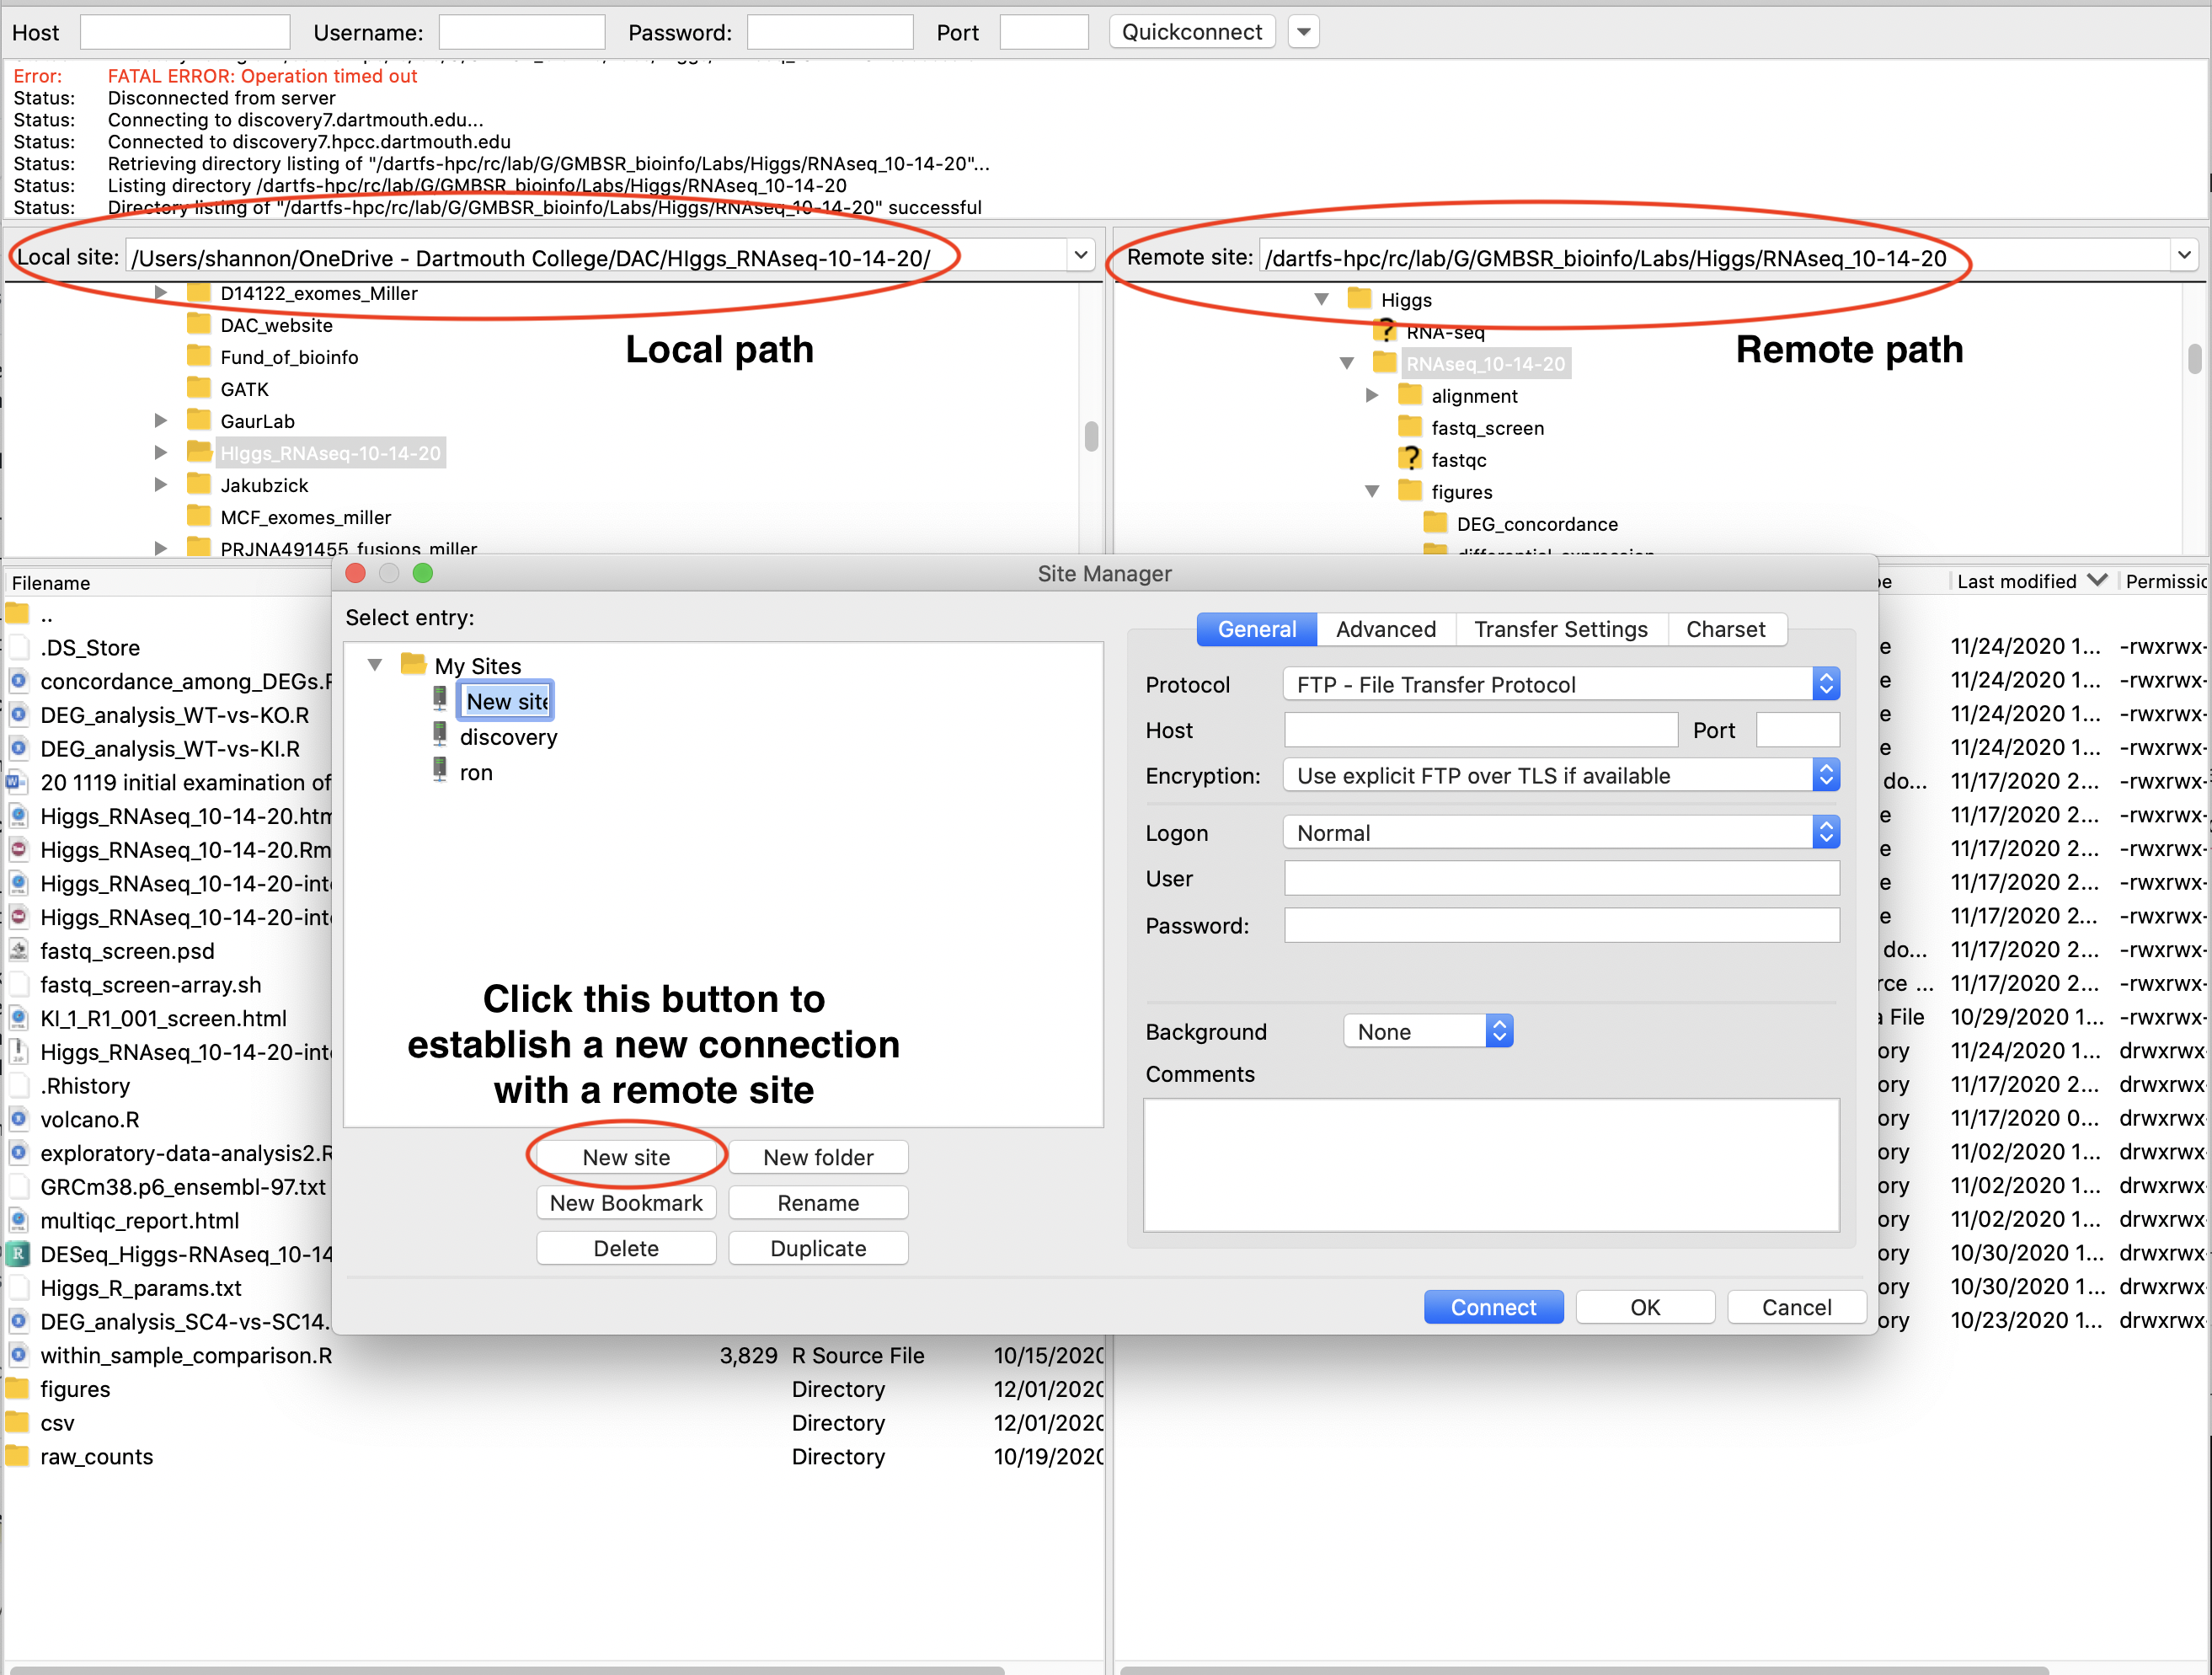 Host Username: Password: Port Quickconnect
Error: FATAL ERROR: Operation timed out
Status: Disconnected from server
Status: Connecting to discovery7.dartmouth.edu...
Status: Connected to discovery7.hpcc.dartmouth.edu
Status: Retrieving directory listing of "/dartfs-hpc/rc/lab/G/GMBSR_bioinfo/Labs/Higgs/RNAseq_10-14-20"...
Status: Listing directory /dartfs-hpc/rc/lab/G/GMBSR_bioinfo/Labs/Higgs/RNAseq_10-14-20
Status: Directory listing of "/dartfs-hpc/rc/lab/G/GMBSR_bioinfo/Labs/Higgs/RNAseq_10-14-20" successful
Local site: /Users/shannon/OneDrive - Dartmouth College/DAC/HIggs_RNAseq-10-14-20/
D14122_exomes_Miller
DAC_website
Fund_of_bioinfo
GATK
GaurLab
HIggs_RNAseq-10-14-20
Jakubzick
MCF_exomes_miller
PRJNA491455_fusions_miller
Local path
Remote site: /dartfs-hpc/rc/lab/G/GMBSR_bioinfo/Labs/Higgs/RNAseq_10-14-20
Higgs
RNA-seq
RNAseq_10-14-20
alignment
fastq_screen
fastqc
figures
DEG_concordance
differential_expression
Remote path
Filename
..
.DS_Store
concordance_among_DEGs.R
DEG_analysis_WT-vs-KO.R
DEG_analysis_WT-vs-KI.R
20 1119 initial examination of
Higgs_RNAseq_10-14-20.htm
Higgs_RNAseq_10-14-20.Rm
Higgs_RNAseq_10-14-20-inte
Higgs_RNAseq_10-14-20-inte
fastq_screen.psd
fastq_screen-array.sh
KI_1_R1_001_screen.html
Higgs_RNAseq_10-14-20-inte
.Rhistory
volcano.R
exploratory-data-analysis2.R
GRCm38.p6_ensembl-97.txt
multiqc_report.html
DESeq_Higgs-RNAseq_10-14
Higgs_R_params.txt
DEG_analysis_SC4-vs-SC14.
within_sample_comparison.R 3,829 R Source File 10/15/2020
figures Directory 12/01/2020
csv Directory 12/01/2020
raw_counts Directory 10/19/2020
Site Manager
Select entry:
My Sites
New site
discovery
ron
Click this button to
establish a new connection
with a remote site
New site New folder
New Bookmark Rename
Delete Duplicate
General Advanced Transfer Settings Charset
Protocol FTP - File Transfer Protocol
Host Port
Encryption: Use explicit FTP over TLS if available
Logon Normal
User
Password:
Background None
Comments
Connect OK Cancel
pe Last modified Permissio
e 11/24/2020 1... -rwxrwx-
e 11/24/2020 1... -rwxrwx-
e 11/24/2020 1... -rwxrwx-
e 11/24/2020 1... -rwxrwx-
do... 11/17/2020 2... -rwxrwx-
e 11/17/2020 2... -rwxrwx-
e 11/17/2020 2... -rwxrwx-
e 11/17/2020 2... -rwxrwx-
e 11/17/2020 2... -rwxrwx-
do... 11/17/2020 2... -rwxrwx-
rce ... 11/17/2020 2... -rwxrwx-
a File 10/29/2020 1... -rwxrwx-
ory 11/24/2020 1... drwxrwx-
ory 11/17/2020 2... drwxrwx-
ory 11/17/2020 0... drwxrwx-
ory 11/02/2020 1... drwxrwx-
ory 11/02/2020 1... drwxrwx-
ory 11/02/2020 1... drwxrwx-
ory 10/30/2020 1... drwxrwx-
ory 10/30/2020 1... drwxrwx-
ory 10/23/2020 1... drwxrwx-